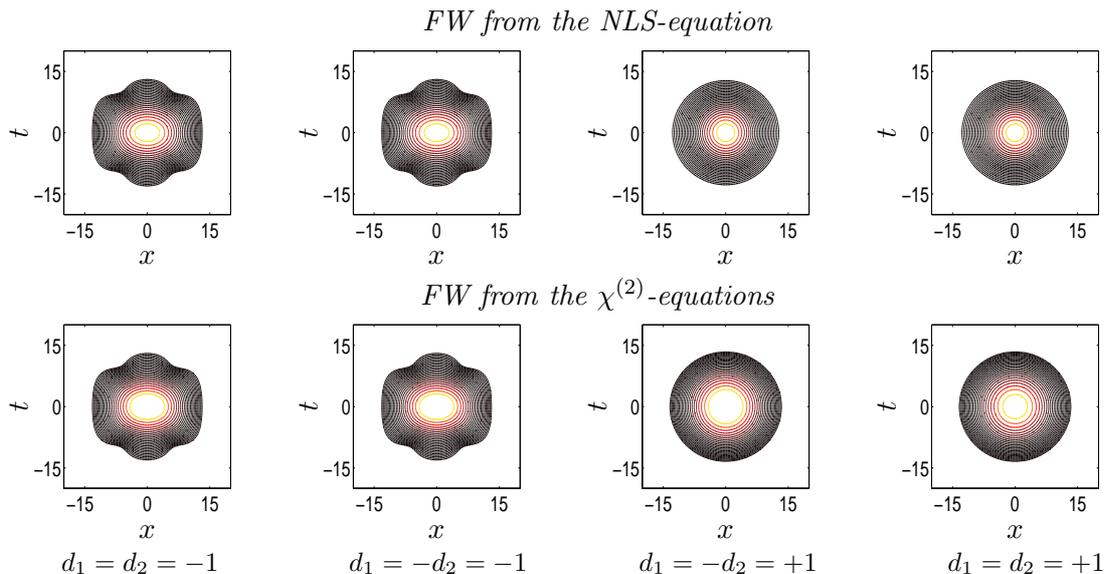 FW from the NLS-equation
15 15 15 15
t 0 t 0 t 0 t 0
−15 −15 −15 −15
−15 0 15 −15 0 15 −15 0 15 −15 0 15
x x x x
FW from the χ(2)-equations
15 15 15 15
t 0 t 0 t 0 t 0
−15 −15 −15 −15
−15 0 15 −15 0 15 −15 0 15 −15 0 15
x x x x
d1 = d2 = −1 d1 = −d2 = −1 d1 = −d2 = +1 d1 = d2 = +1